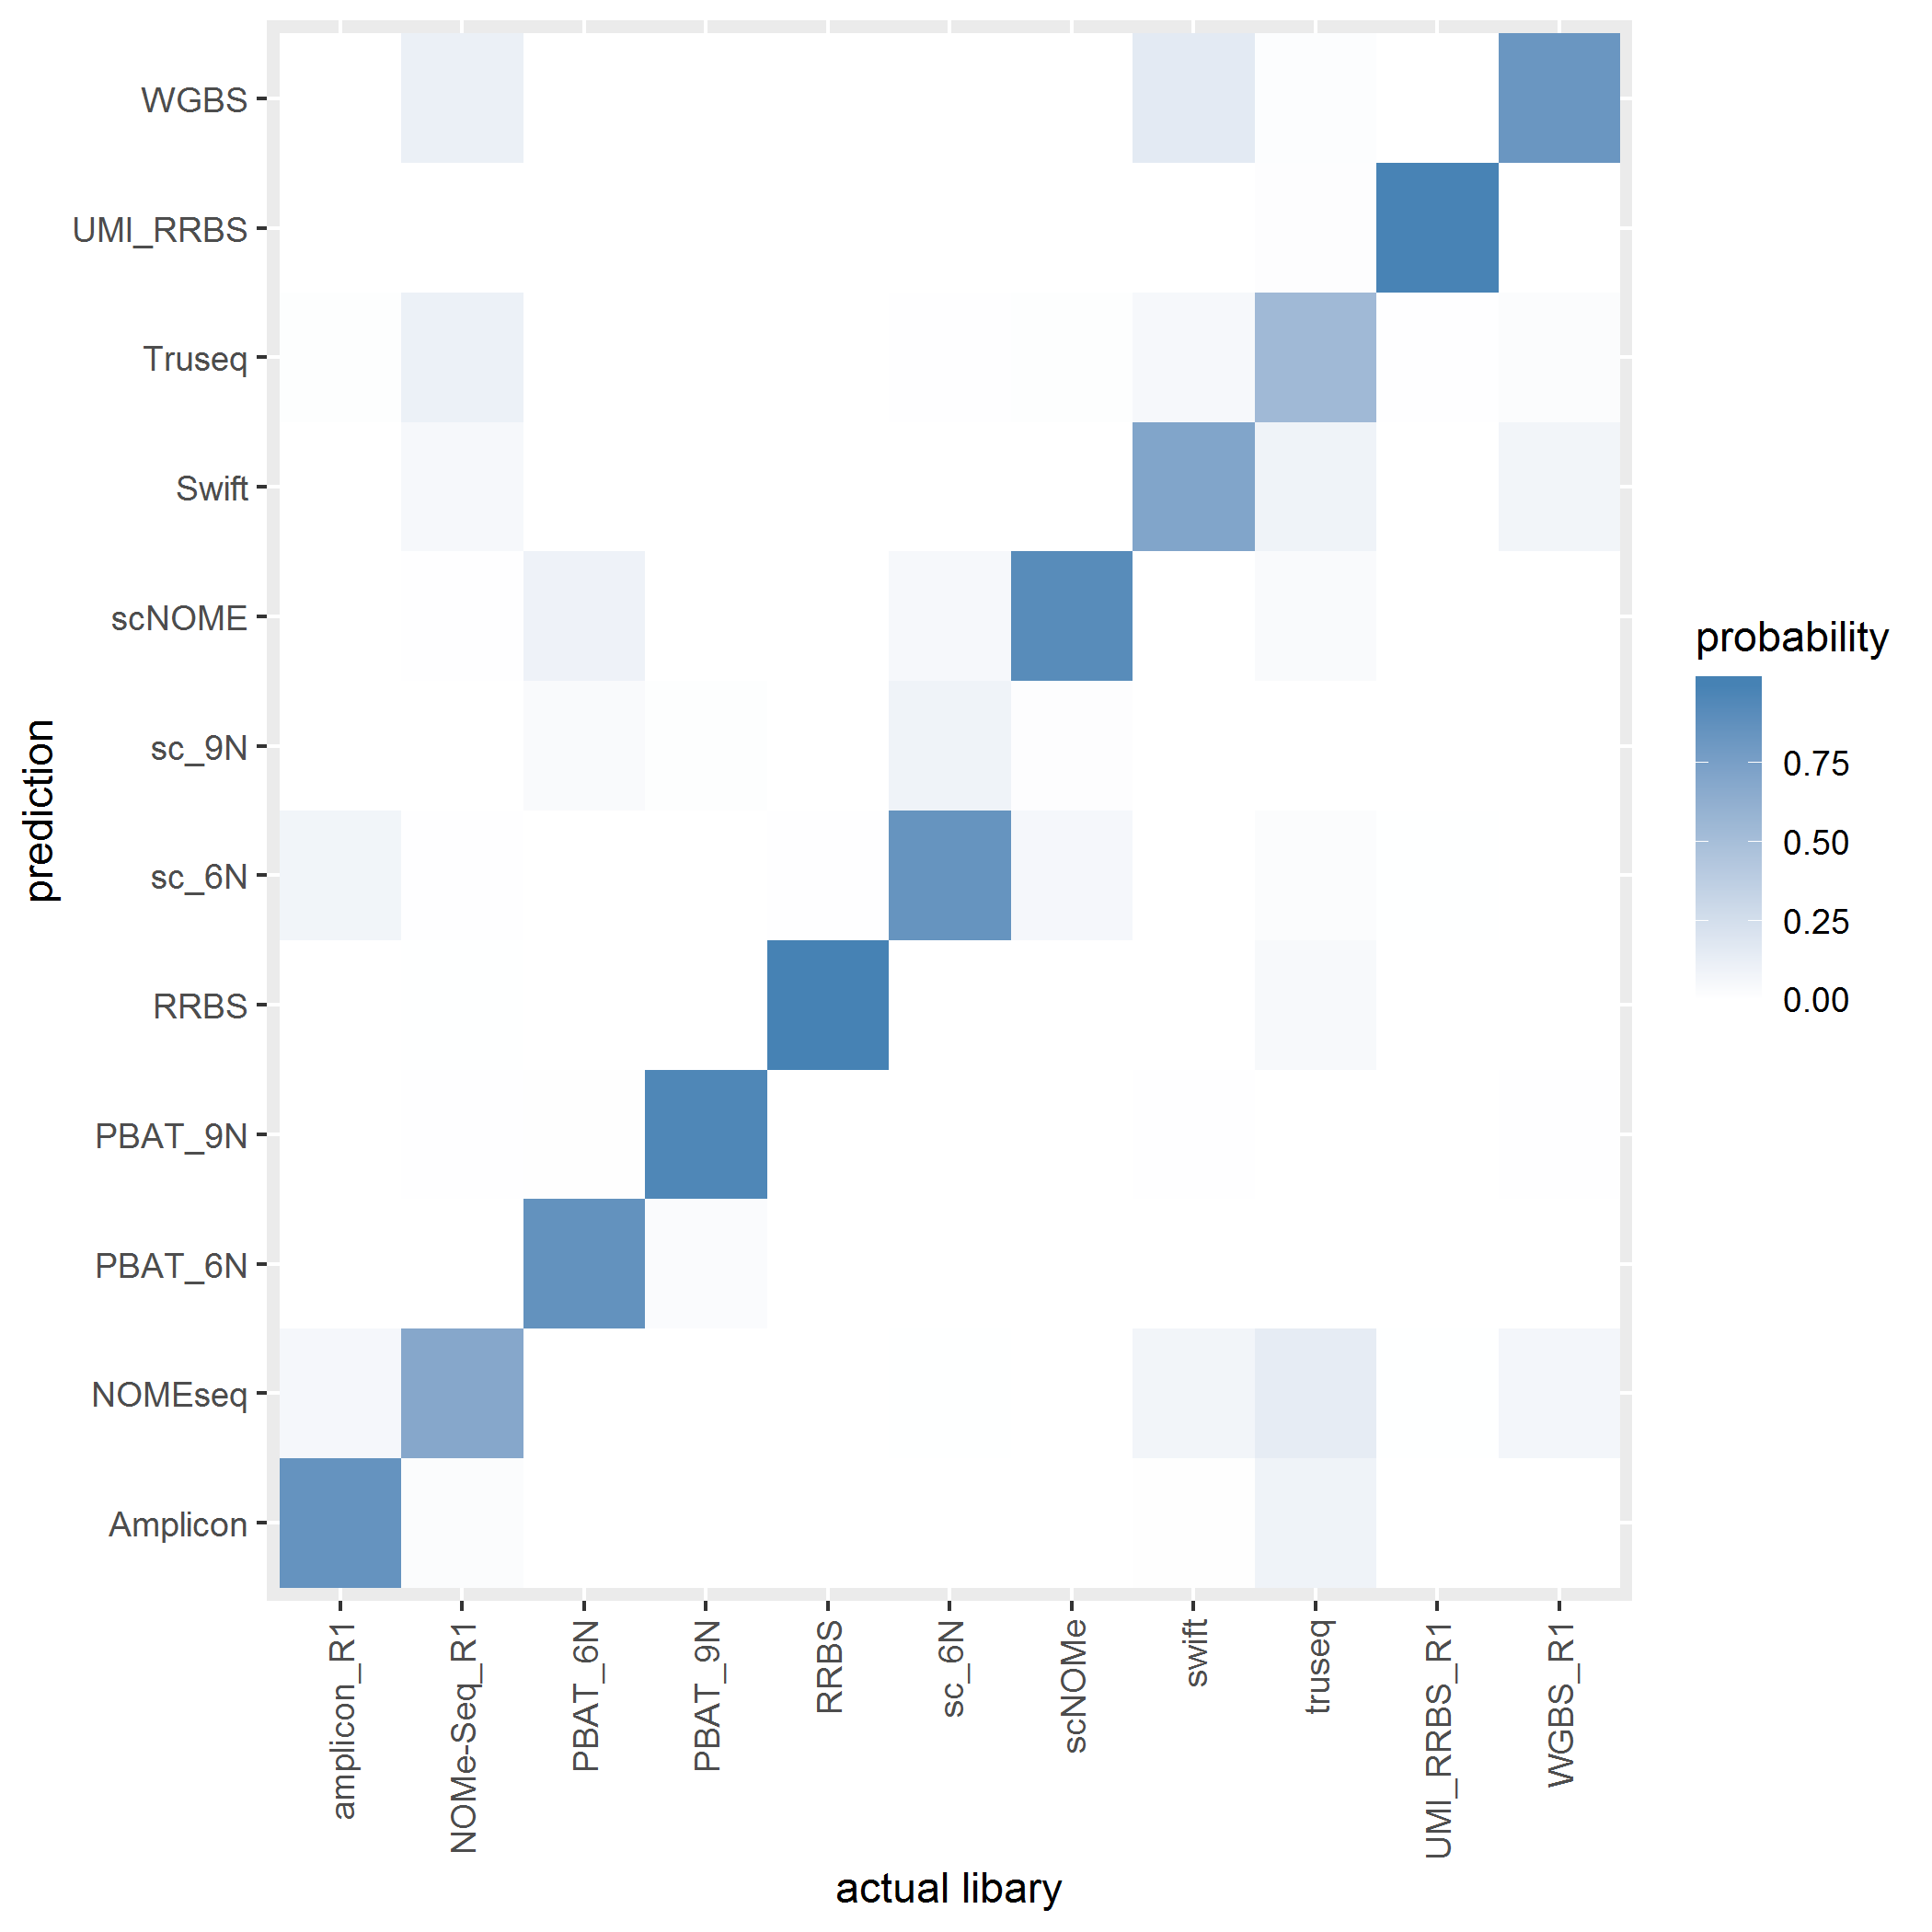 WGBS
UMI_RRBS
Truseq
Swift
scNOME
sc_9N
sc_6N
RRBS
PBAT_9N
PBAT_6N
NOMEseq
Amplicon
prediction
amplicon_R1
NOMe-Seq_R1
PBAT_6N
PBAT_9N
RRBS
sc_6N
scNOMe
swift
truseq
UMI_RRBS_R1
WGBS_R1
actual libary
probability
0.75
0.50
0.25
0.00